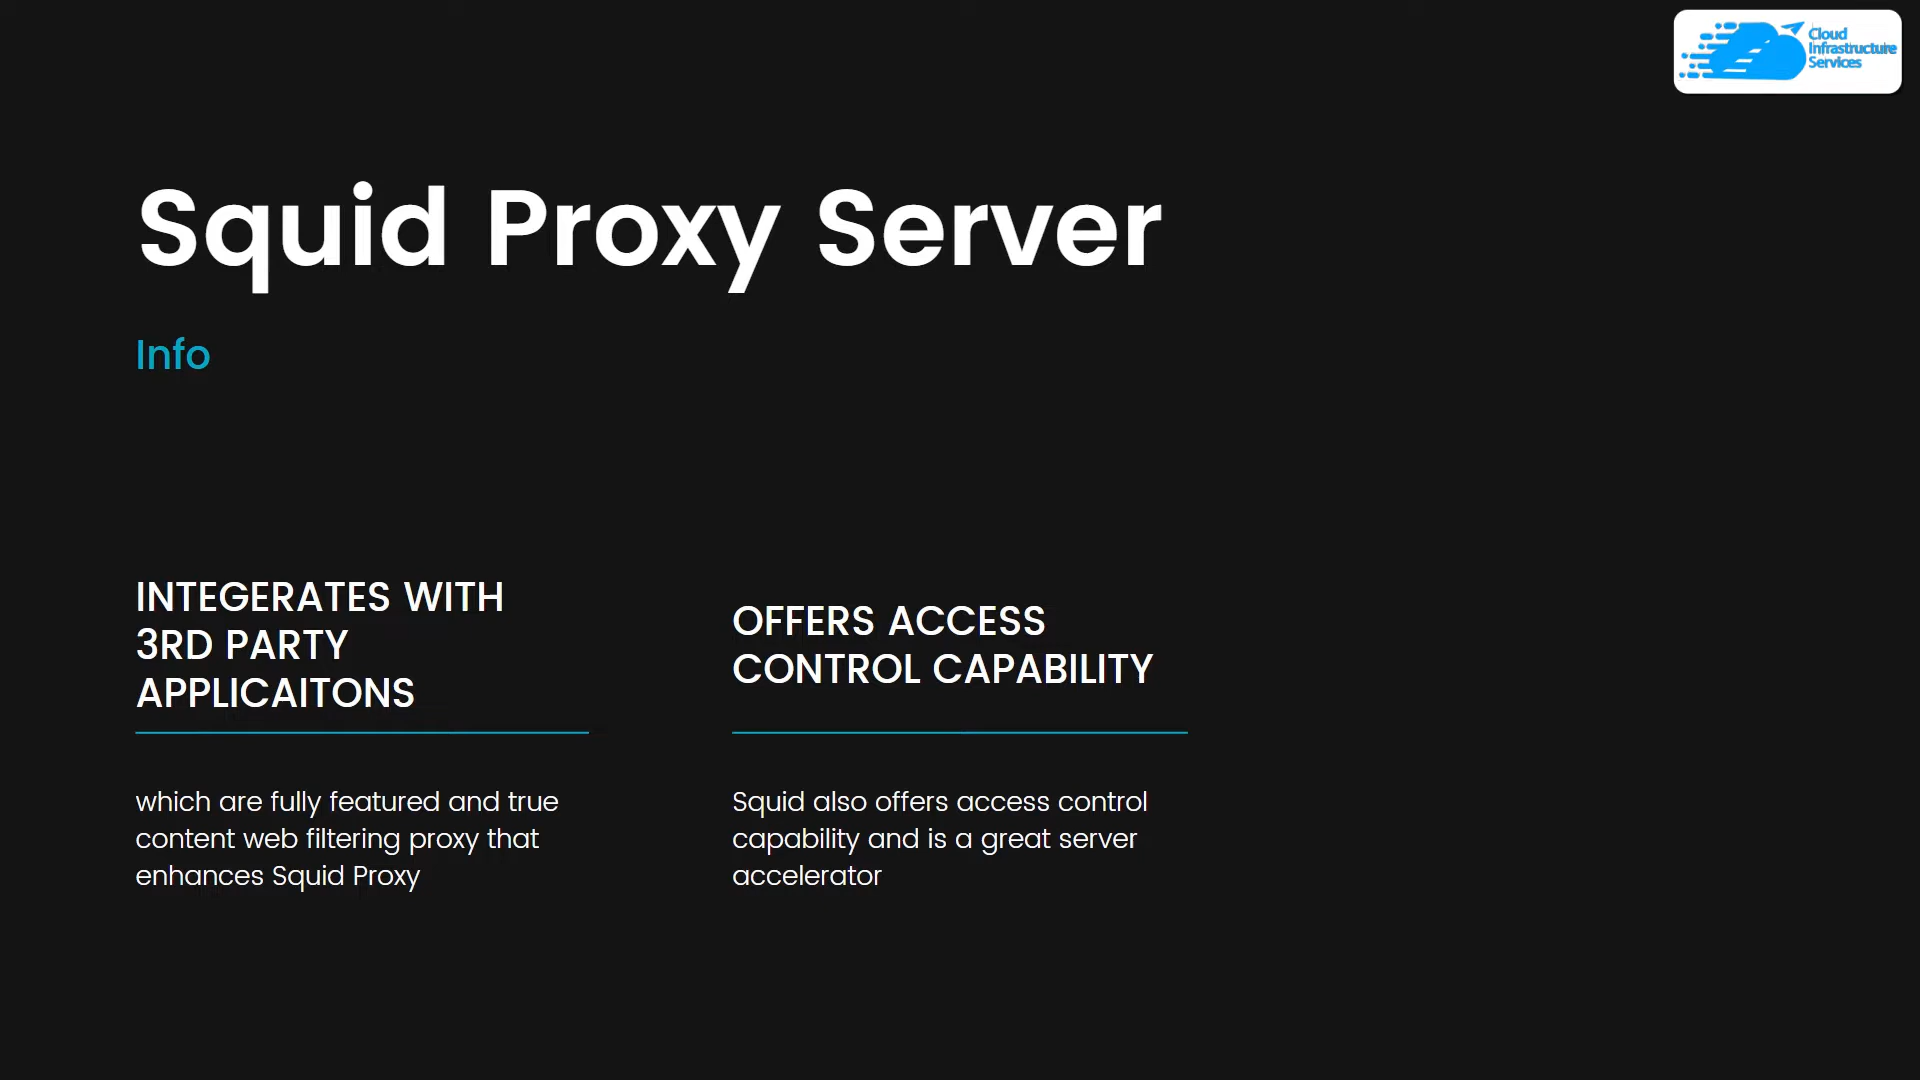 Cloud
Infrastructure
Services
Squid Proxy Server
Info
INTEGERATES WITH
3RD PARTY
APPLICAITONS
which are fully featured and true
content web filtering proxy that
enhances Squid Proxy
OFFERS ACCESS
CONTROL CAPABILITY
Squid also offers access control
capability and is a great server
accelerator